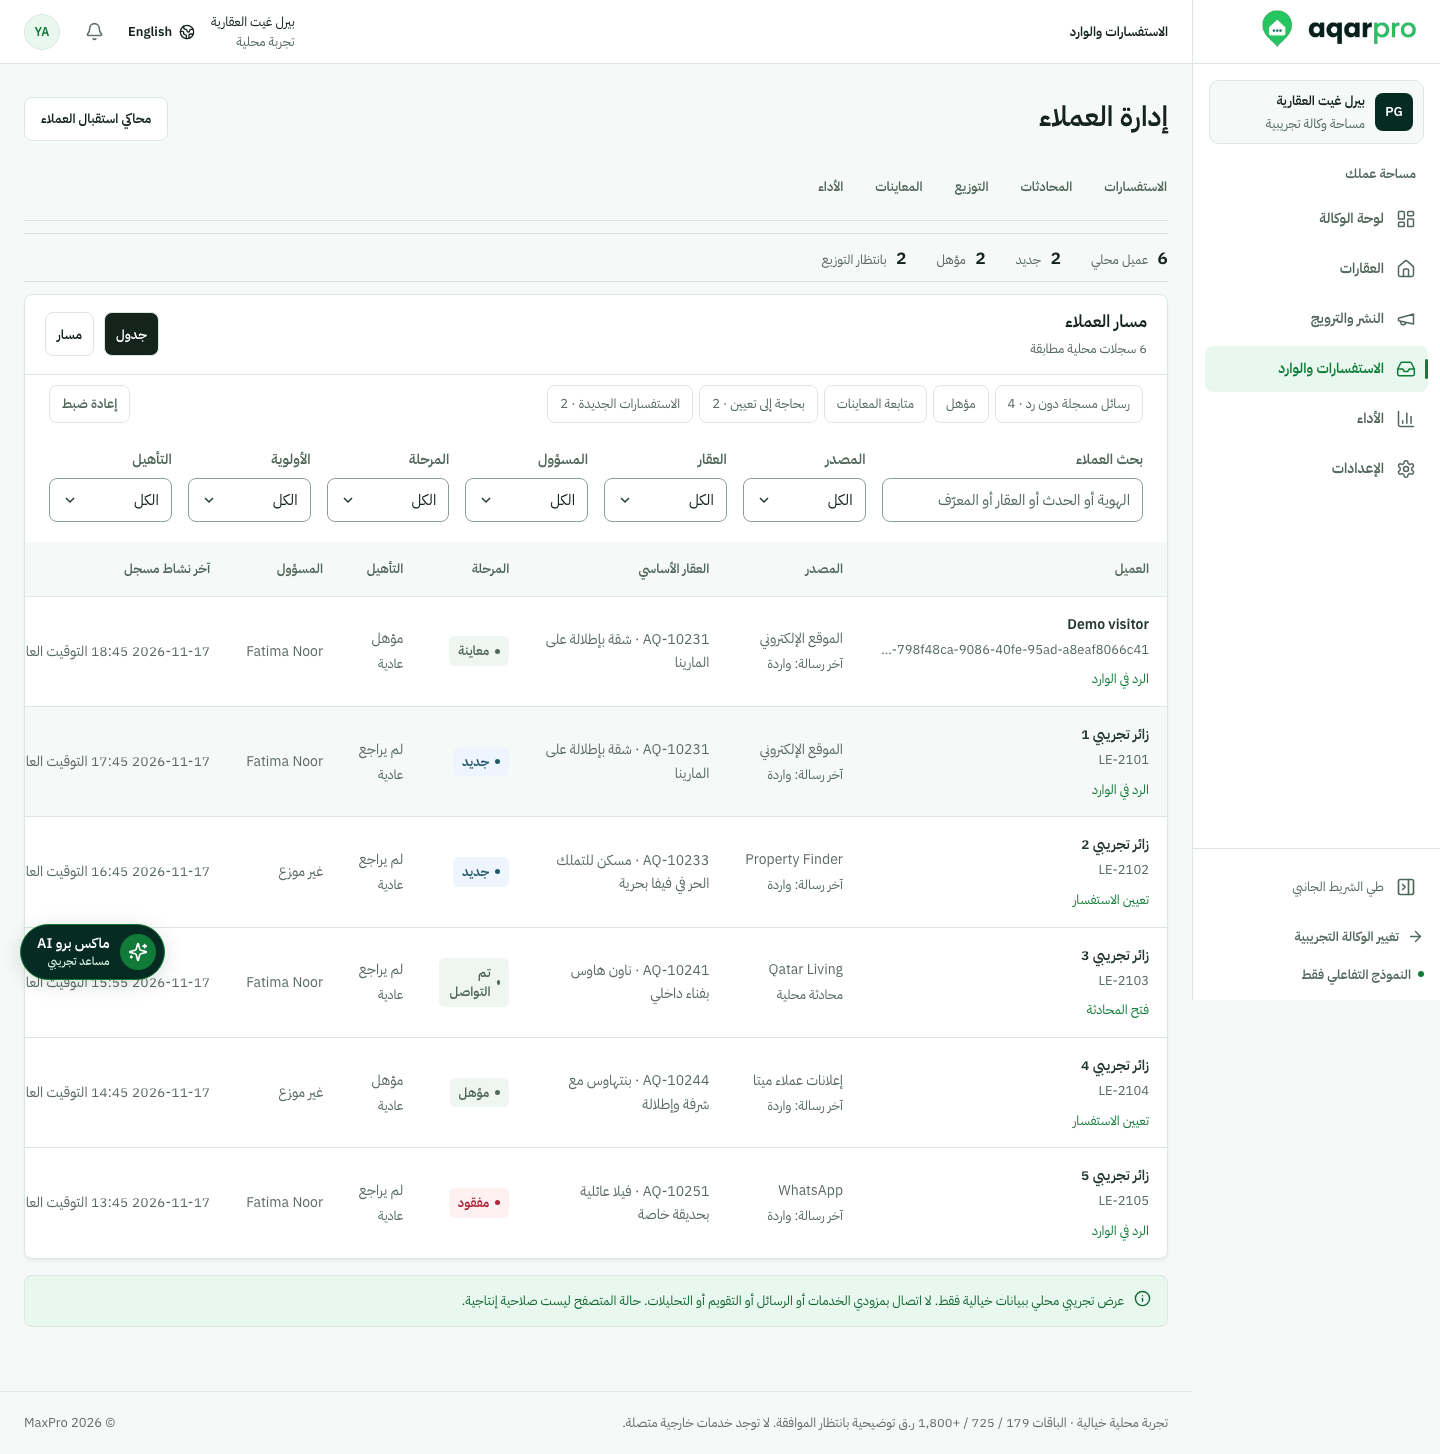 aqarpro
الاستفسارات والوارد
بيرل غيت العقارية
تجربة محلية
English
YA
PG
بيرل غيت العقارية
مساحة وكالة تجريبية
مساحة عملك
لوحة الوكالة
العقارات
النشر والترويج
الاستفسارات والوارد
الأداء
الإعدادات
طي الشريط الجانبي
تغيير الوكالة التجريبية
النموذج التفاعلي فقط
إدارة العملاء
محاكي استقبال العملاء
الاستفسارات المحادثات التوزيع المعاينات الأداء
6 عميل محلي 2 جديد 2 مؤهل 2 بانتظار التوزيع
مسار العملاء
6 سجلات محلية مطابقة
جدول مسار
رسائل مسجلة دون رد · 4 مؤهل متابعة المعاينات بحاجة إلى تعيين · 2 الاستفسارات الجديدة · 2 إعادة ضبط
بحث العملاء المصدر العقار المسؤول المرحلة الأولوية التأهيل
الهوية أو الحدث أو العقار أو المعرّف الكل الكل الكل الكل الكل الكل
العميل المصدر العقار الأساسي المرحلة التأهيل المسؤول آخر نشاط مسجل
Demo visitor
798f48ca-9086-40fe-95ad-a8eaf8066c41-…
الرد في الوارد
الموقع الإلكتروني
آخر رسالة: واردة
AQ-10231 · شقة بإطلالة على
المارينا
معاينة
مؤهل
عادية
Fatima Noor
2026-11-17 18:45 التوقيت العا
زائر تجريبي 1
LE-2101
الرد في الوارد
الموقع الإلكتروني
آخر رسالة: واردة
AQ-10231 · شقة بإطلالة على
المارينا
جديد
لم يراجع
عادية
Fatima Noor
2026-11-17 17:45 التوقيت العا
زائر تجريبي 2
LE-2102
تعيين الاستفسار
Property Finder
آخر رسالة: واردة
AQ-10233 · مسكن للتملك
الحر في فيفا بحرية
جديد
لم يراجع
عادية
غير موزع
2026-11-17 16:45 التوقيت العا
زائر تجريبي 3
LE-2103
فتح المحادثة
Qatar Living
محادثة محلية
AQ-10241 · تاون هاوس
بفناء داخلي
تم
التواصل
لم يراجع
عادية
Fatima Noor
2026-11-17 15:55 التوقيت العا
ماكس برو AI
مساعد تجريبي
زائر تجريبي 4
LE-2104
تعيين الاستفسار
إعلانات عملاء ميتا
آخر رسالة: واردة
AQ-10244 · بنتهاوس مع
شرفة وإطلالة
مؤهل
مؤهل
عادية
غير موزع
2026-11-17 14:45 التوقيت العا
زائر تجريبي 5
LE-2105
الرد في الوارد
WhatsApp
آخر رسالة: واردة
AQ-10251 · فيلا عائلية
بحديقة خاصة
مفقود
لم يراجع
عادية
Fatima Noor
2026-11-17 13:45 التوقيت العا
عرض تجريبي محلي ببيانات خيالية فقط. لا اتصال بمزودي الخدمات أو الرسائل أو التقويم أو التحليلات. حالة المتصفح ليست صلاحية إنتاجية.
تجربة محلية خيالية · الباقات 179 / 725 / +1,800 ر.ق توضيحية بانتظار الموافقة. لا توجد خدمات خارجية متصلة.
© 2026 MaxPro